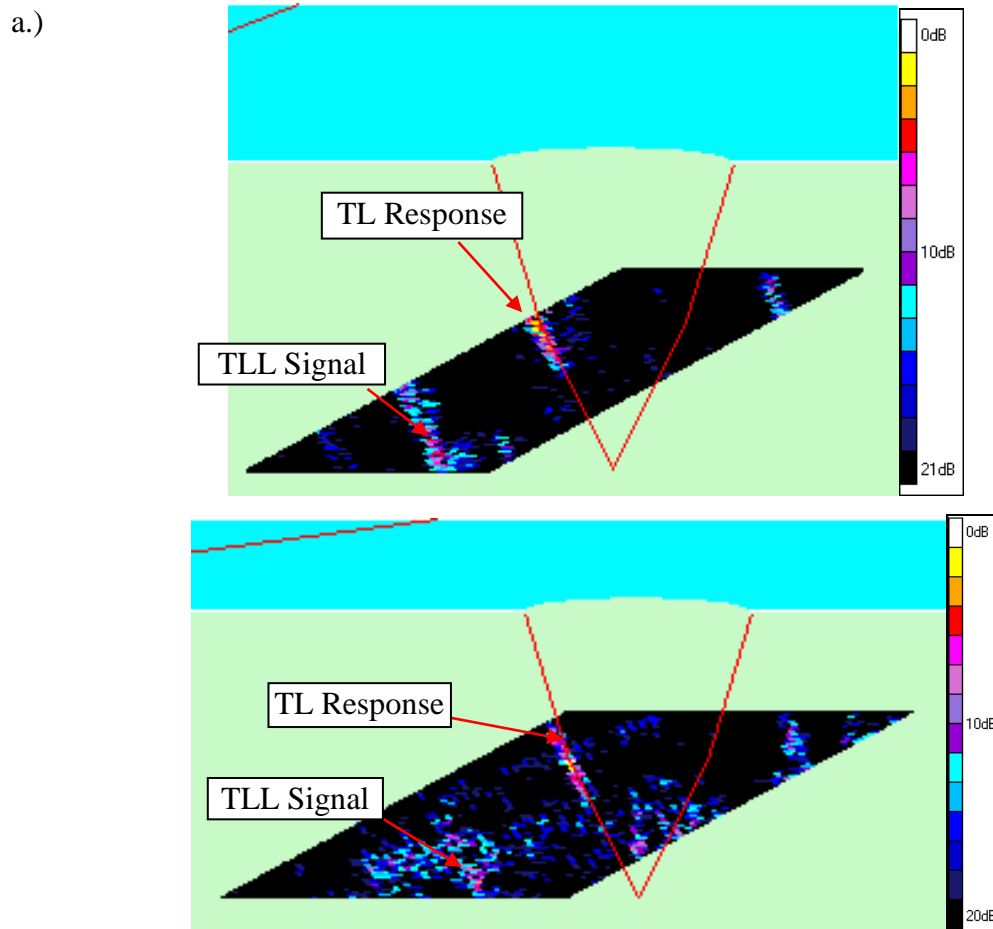 a.)
0dB
TL Response
10dB
TLL Signal
21dB
0dB
TL Response
10dB
TLL Signal
20dB